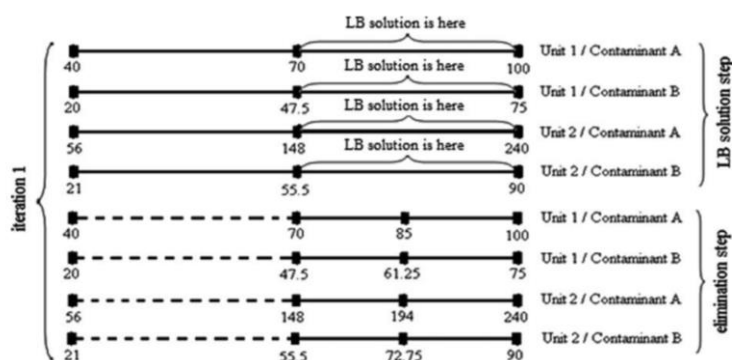 LB solution is here
40 70 100 Unit 1 / Contaminant A
LB solution is here
20 47.5 75 Unit 1 / Contaminant B
LB solution is here
56 148 240 Unit 2 / Contaminant A
LB solution is here
21 55.5 90 Unit 2 / Contaminant B
LB solution step
iteration 1
40 70 85 100 Unit 1 / Contaminant A
20 47.5 61.25 75 Unit 1 / Contaminant B
56 148 194 240 Unit 2 / Contaminant A
21 55.5 72.75 90 Unit 2 / Contaminant B
elimination step